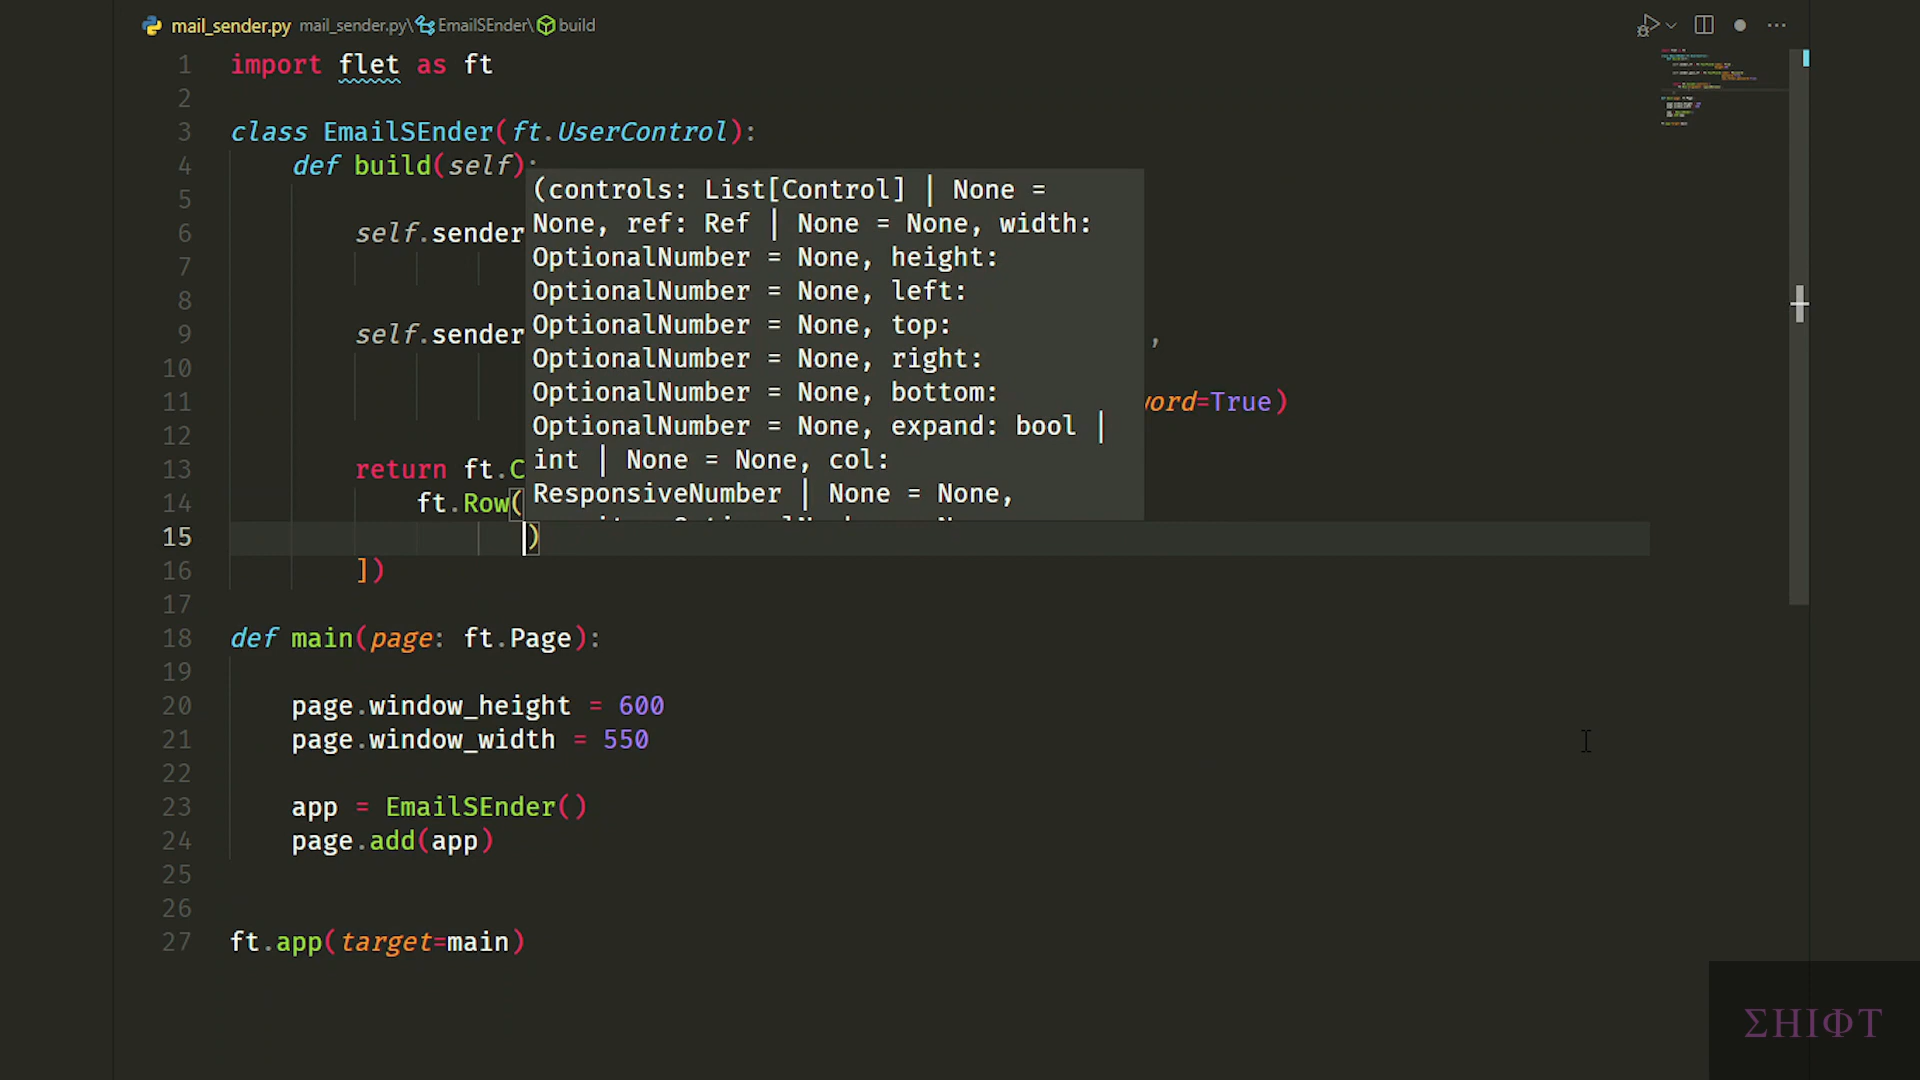 mail_sender.py mail_sender.py\EmailSEnder\build
1 import flet as ft
2
3 class EmailSEnder(ft.UserControl):
4 def build(self):
5
6 self.sender
7
8
9 self.sender ,
10
11 word=True)
12
13 return ft.C
14 ft.Row(
15 )
16 ])
17
18 def main(page: ft.Page):
19
20 page.window_height = 600
21 page.window_width = 550
22
23 app = EmailSEnder()
24 page.add(app)
25
26
27 ft.app(target=main)
(controls: List[Control] | None =
None, ref: Ref | None = None, width:
OptionalNumber = None, height:
OptionalNumber = None, left:
OptionalNumber = None, top:
OptionalNumber = None, right:
OptionalNumber = None, bottom:
OptionalNumber = None, expand: bool |
int | None = None, col:
ResponsiveNumber | None = None,
ΣHIΦT